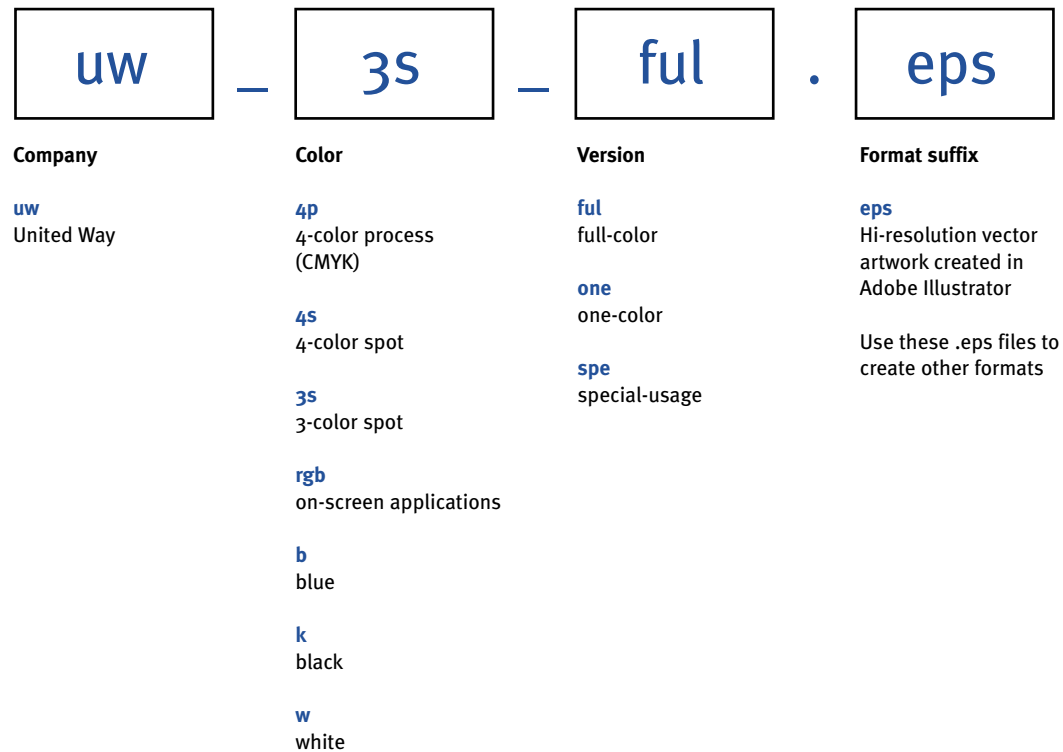 uw _ 3s _ ful . eps
Company
uw
United Way
Color
4p
4-color process
(CMYK)
4s
4-color spot
3s
3-color spot
rgb
on-screen applications
b
blue
k
black
w
white
Version
ful
full-color
one
one-color
spe
special-usage
Format suffix
eps
Hi-resolution vector
artwork created in
Adobe Illustrator
Use these .eps files to
create other formats